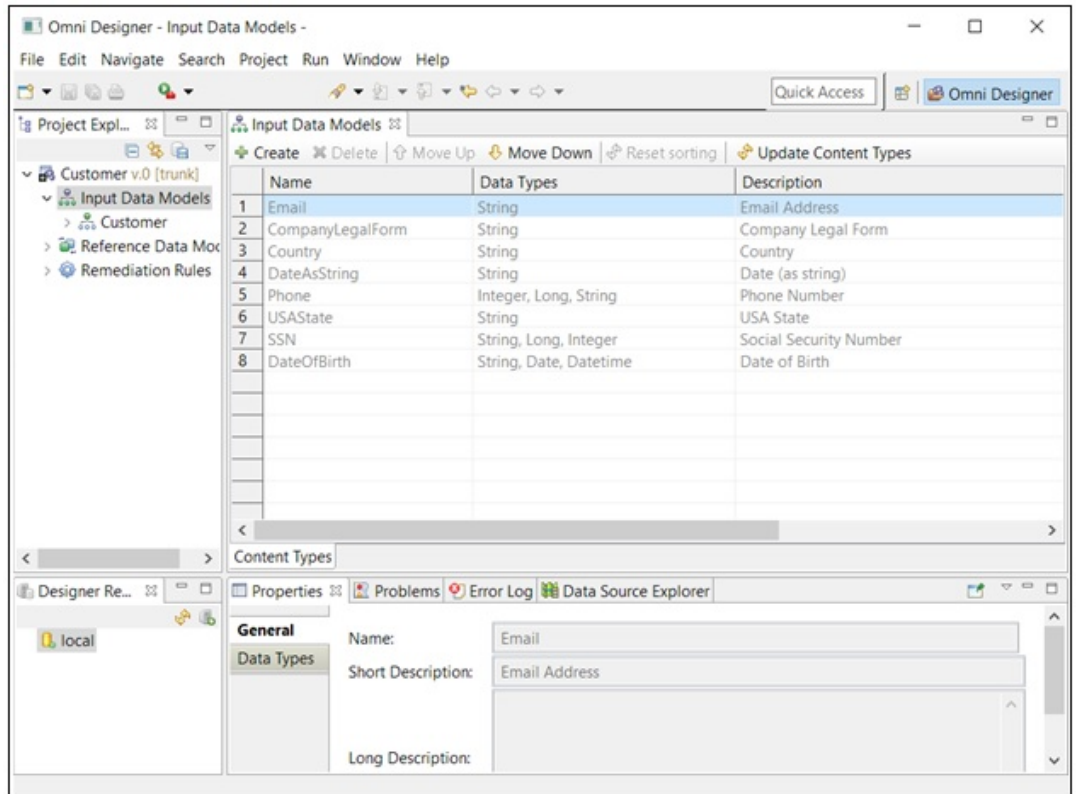 Omni Designer - Input Data Models -
File Edit Navigate Search Project Run Window Help
Quick Access Omni Designer
Project Expl... Input Data Models
Create Delete Move Up Move Down Reset sorting Update Content Types
Customer v.0 [trunk]
Input Data Models
Customer
Reference Data Moc
Remediation Rules
Name Data Types Description
1 Email String Email Address
2 CompanyLegalForm String Company Legal Form
3 Country String Country
4 DateAsString String Date (as string)
5 Phone Integer, Long, String Phone Number
6 USAState String USA State
7 SSN String, Long, Integer Social Security Number
8 DateOfBirth String, Date, Datetime Date of Birth
Content Types
Designer Re... Properties Problems Error Log Data Source Explorer
local
General
Data Types
Name: Email
Short Description: Email Address
Long Description: